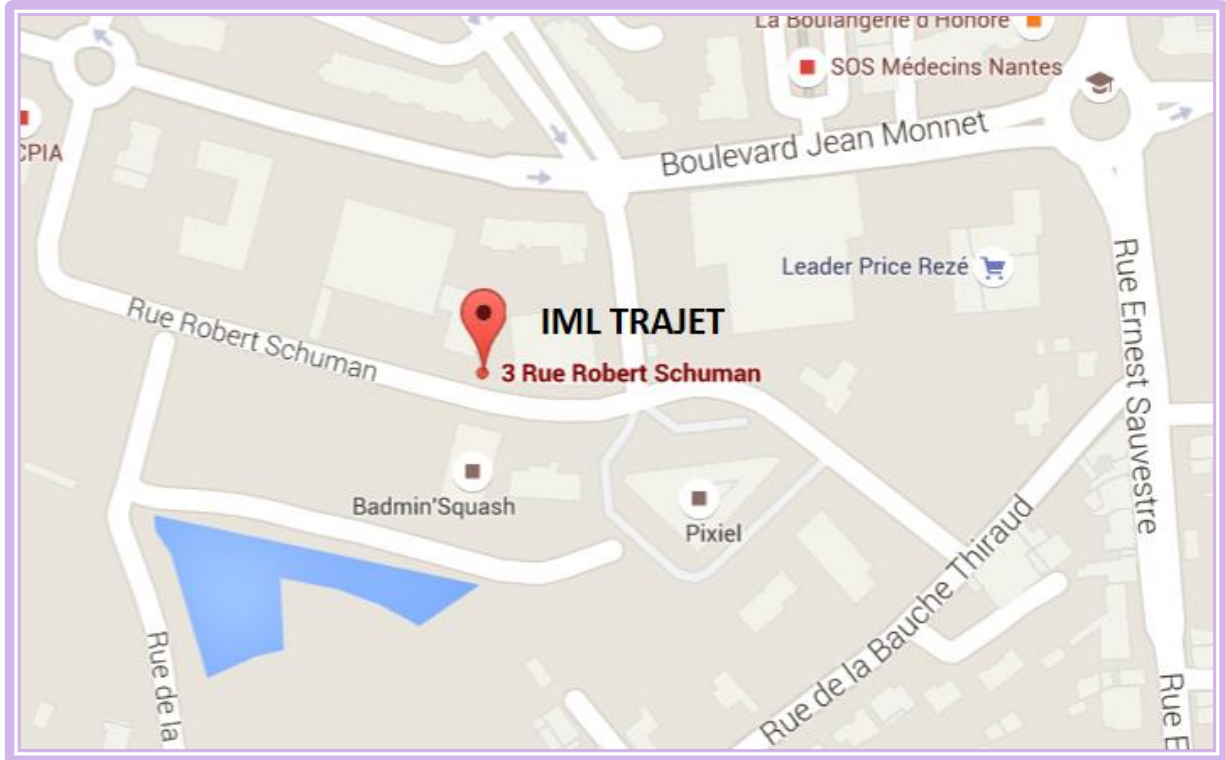 La Boulangerie d'Honoré
SOS Médecins Nantes
CPIA
Boulevard Jean Monnet
Leader Price Rezé
Rue Ernest Sauvestre
Rue Robert Schuman
IML TRAJET
3 Rue Robert Schuman
Badmin'Squash
Pixiel
Rue de la Bauche Thiraud
Rue de la
Rue E